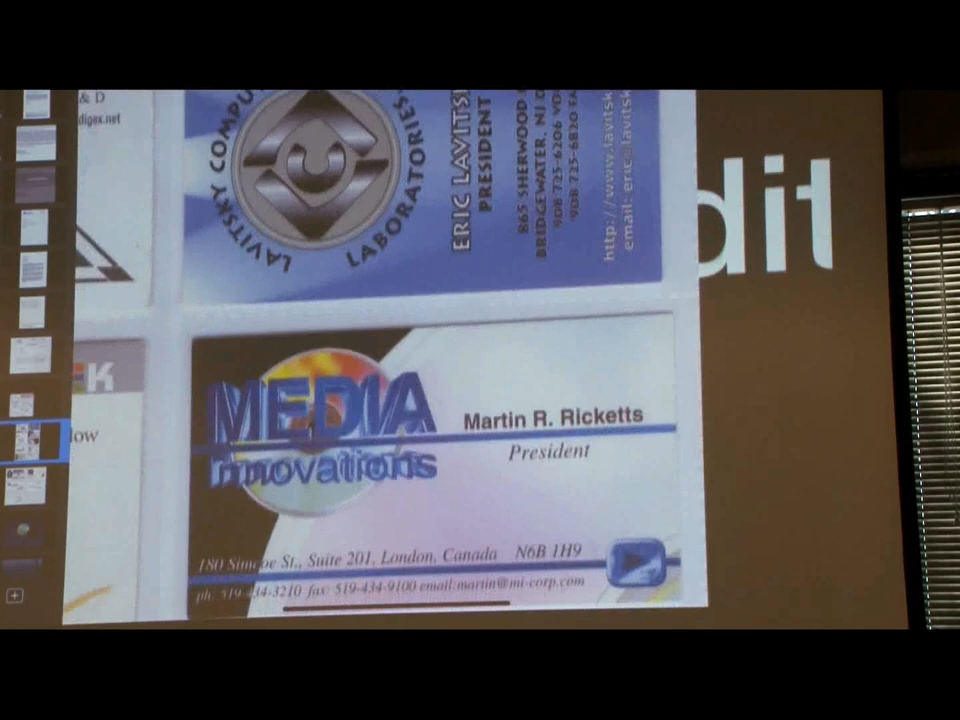 & D
digex.net
LAVITSKY COMPU
LABORATORIES
ERIC LAVITS
PRESIDENT
865 SHERWOOD
BRIDGEWATER, NJ
908 725-6206 VO
908 725-6820 FA
http://www.lavitsk
email: eric@lavitsk
dit
K
low
MEDIA
Innovations
Martin R. Ricketts
President
180 Simcoe St., Suite 201, London, Canada N6B 1H9
ph: 519-434-3210 fax: 519-434-9100 email:martin@mi-corp.com